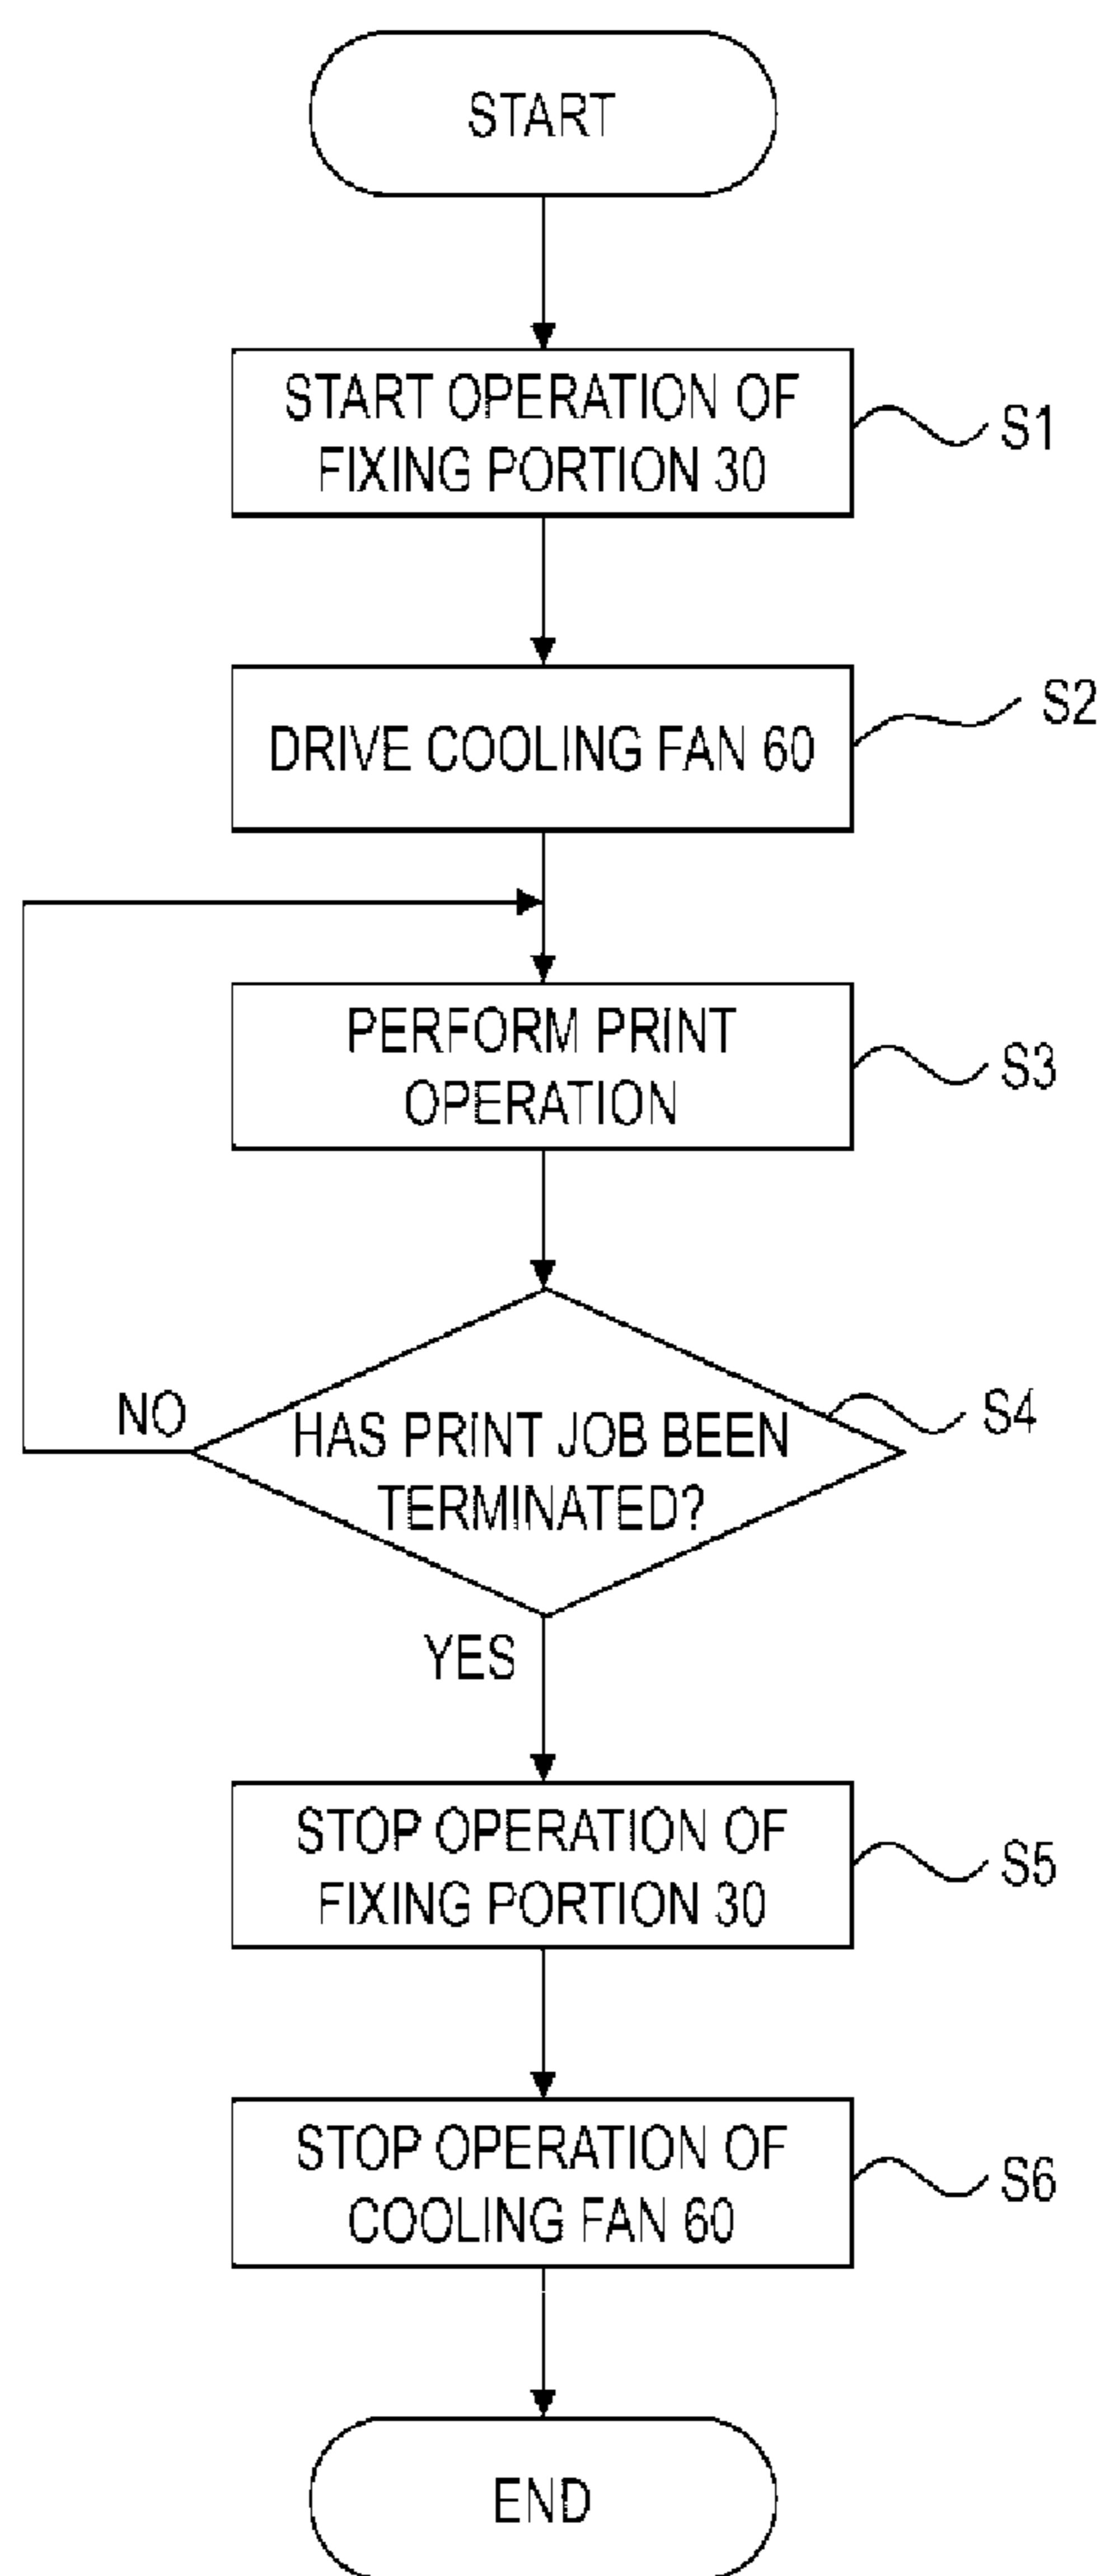 START
START OPERATION OF
FIXING PORTION 30
S1
DRIVE COOLING FAN 60
S2
PERFORM PRINT
OPERATION
S3
NO
HAS PRINT JOB BEEN
TERMINATED?
S4
YES
STOP OPERATION OF
FIXING PORTION 30
S5
STOP OPERATION OF
COOLING FAN 60
S6
END